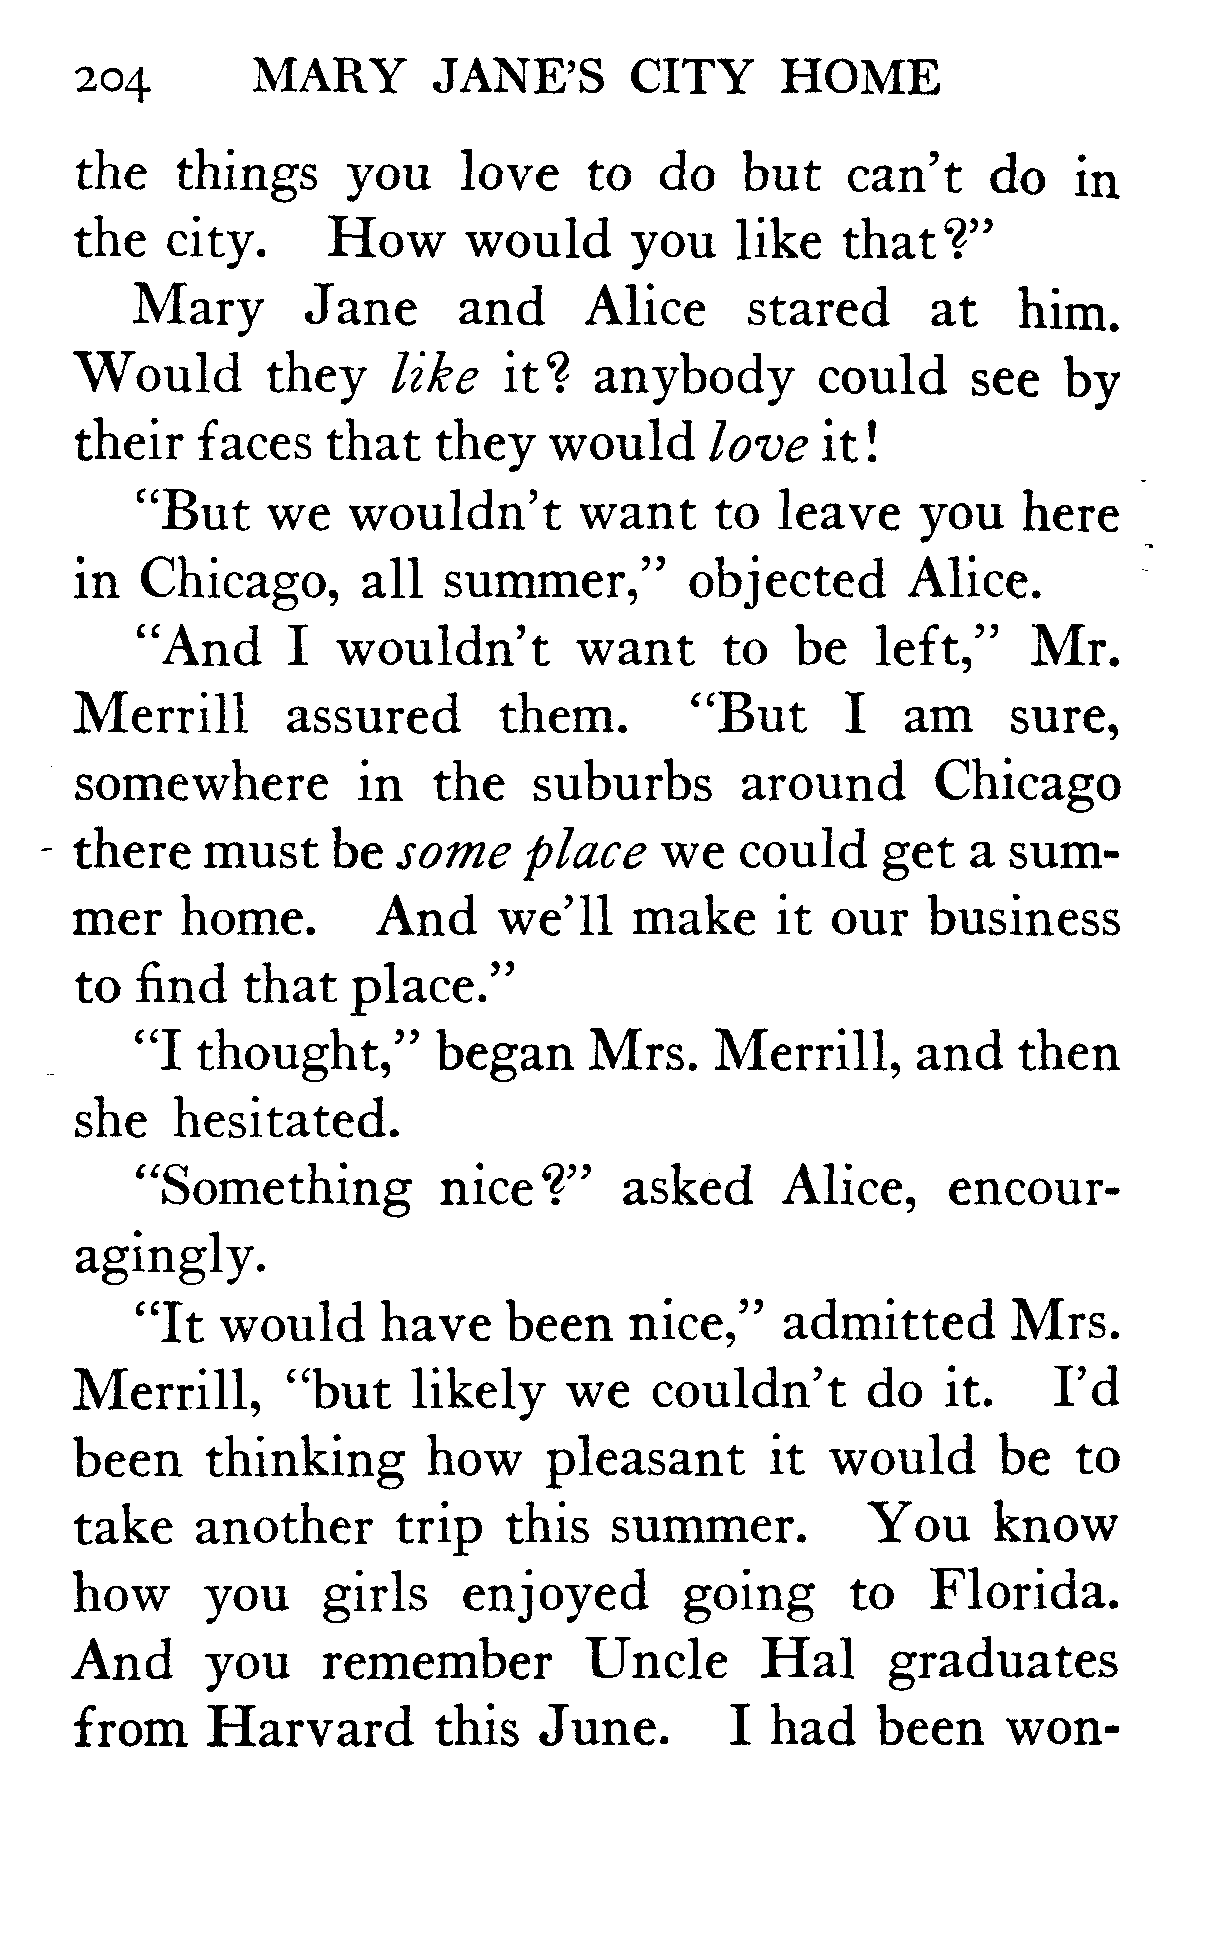 204 MARY JANE'S CITY HOME
the things you love to do but can't do in
the city. How would you like that?"
Mary Jane and Alice stared at him.
Would they like it? anybody could see by
their faces that they would love it!
"But we wouldn't want to leave you here
in Chicago, all summer," objected Alice.
"And I wouldn't want to be left," Mr.
Merrill assured them. "But I am sure,
somewhere in the suburbs around Chicago
there must be some place we could get a sum-
mer home. And we'll make it our business
to find that place."
"I thought," began Mrs. Merrill, and then
she hesitated.
"Something nice?" asked Alice, encour-
agingly.
"It would have been nice," admitted Mrs.
Merrill, "but likely we couldn't do it. I'd
been thinking how pleasant it would be to
take another trip this summer. You know
how you girls enjoyed going to Florida.
And you remember Uncle Hal graduates
from Harvard this June. I had been won-